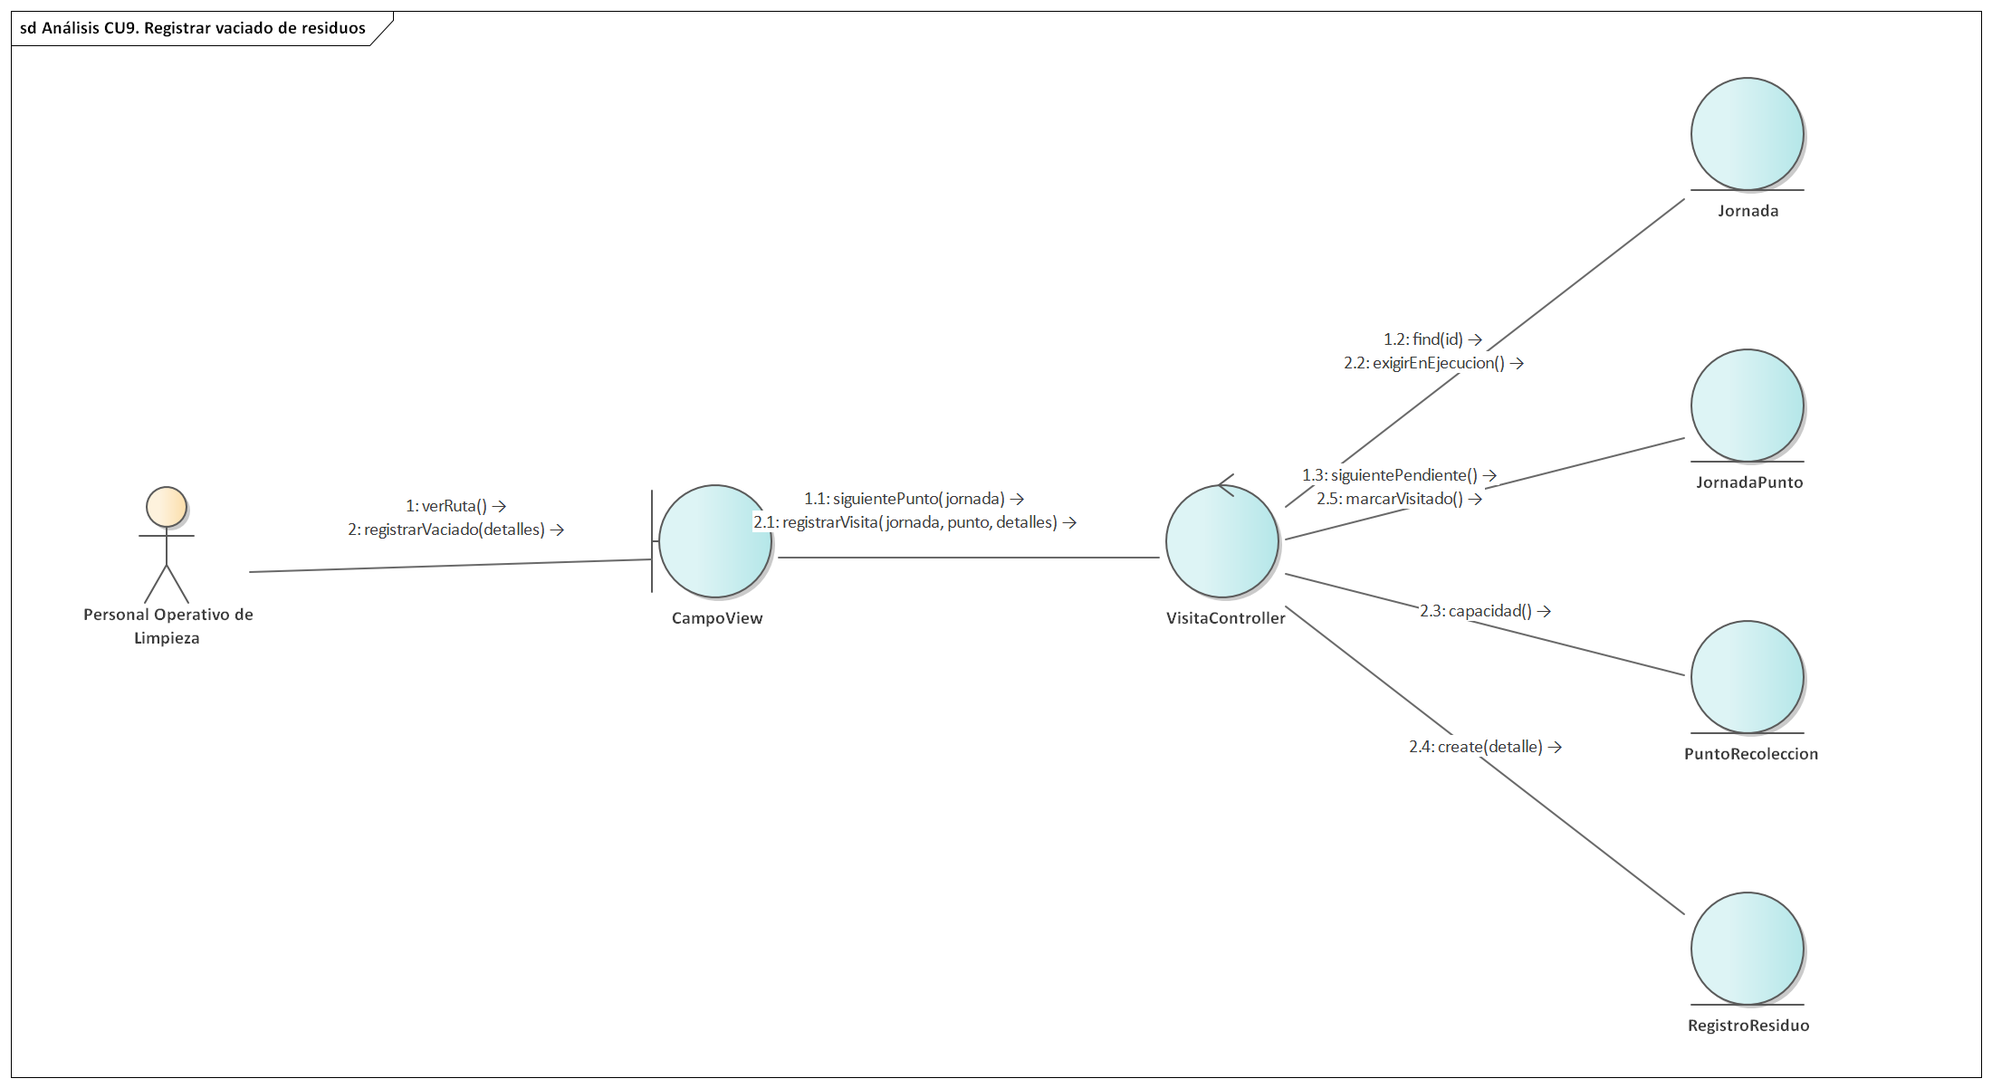 sd Análisis CU9. Registrar vaciado de residuos
Jornada
1.2: find(id) →
2.2: exigirEnEjecucion() →
1.3: siguientePendiente() →
2.5: marcarVisitado() →
JornadaPunto
1: verRuta() →
2: registrarVaciado(detalles) →
1.1: siguientePunto(jornada) →
2.1: registrarVisita(jornada, punto, detalles) →
Personal Operativo de
Limpieza
CampoView
VisitaController
2.3: capacidad() →
PuntoRecoleccion
2.4: create(detalle) →
RegistroResiduo